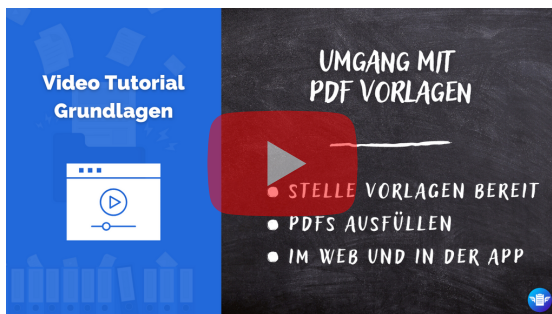 Video Tutorial
Grundlagen
UMGANG MIT
PDF VORLAGEN
STELLE VORLAGEN BEREIT
PDFS AUSFÜLLEN
IM WEB UND IN DER APP